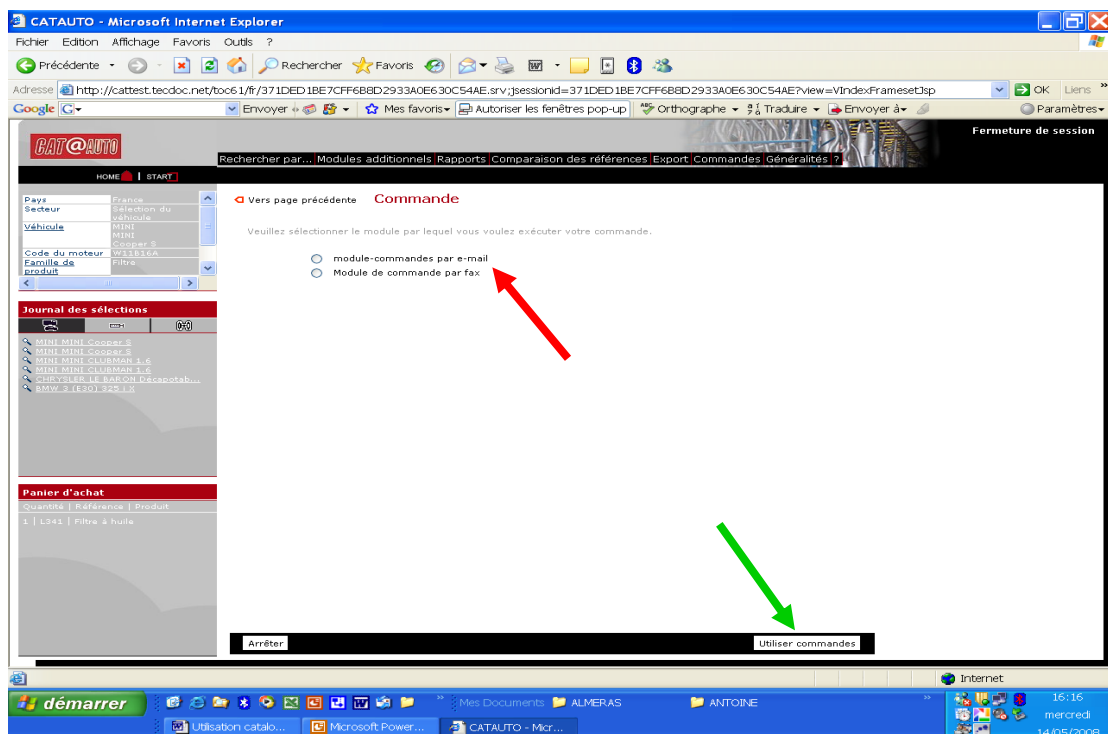 CATAUTO - Microsoft Internet Explorer
Fichier Edition Affichage Favoris Outils ?
Précédente Rechercher Favoris
Adresse http://cattest.tecdoc.net/toc61/fr/371DED1BE7CFF6B8D2933A0E630C54AE.srv;jsessionid=371DED1BE7CFF6B8D2933A0E630C54AE?view=VIndexFramesetJsp OK Liens »
Google G Envoyer Mes favoris Autoriser les fenêtres pop-up Orthographe Traduire Envoyer à Paramètres
CAT@AUTO
Fermeture de session
Rechercher par... Modules additionnels Rapports Comparaison des références Export Commandes Généralités ?
HOME | START
Pays France
Secteur Sélection du véhicule
Véhicule MINI
MINI
Cooper S
Code du moteur W11B16A
Famille de produit Filtre
Vers page précédente Commande
Veuillez sélectionner le module par lequel vous voulez exécuter votre commande.
module-commandes par e-mail
Module de commande par fax
Journal des sélections
MINI MINI Cooper S
MINI MINI Cooper S
MINI MINI CLUBMAN 1.6
MINI MINI CLUBMAN 1.6
CHRYSLER LE BARON Décapotab...
BMW 3 (E30) 325 i X
Panier d'achat
Quantité | Référence | Produit
1 | L341 | Filtre à huile
Arrêter Utiliser commandes
Internet
démarrer » Mes Documents ALMERAS ANTOINE » 16:16
mercredi
Utilisation catalo... Microsoft Power... CATAUTO - Micr... 14/05/2008